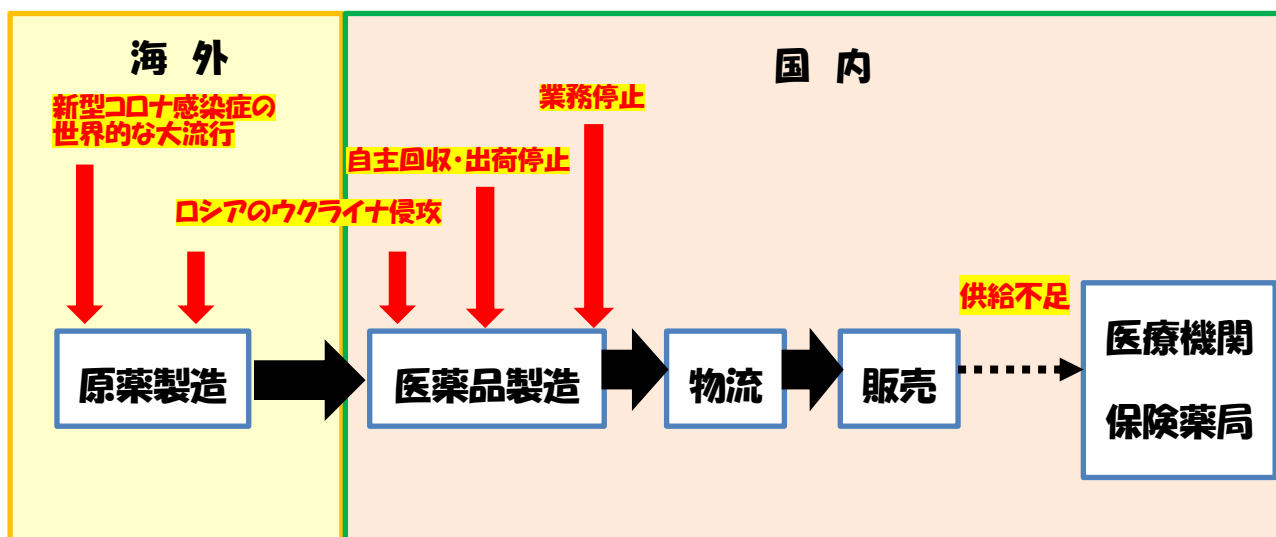 海 外
国 内
新型コロナ感染症の
世界的な大流行
業務停止
自主回収・出荷停止
ロシアのウクライナ侵攻
供給不足
原薬製造
医薬品製造
物流
販売
医療機関
保険薬局